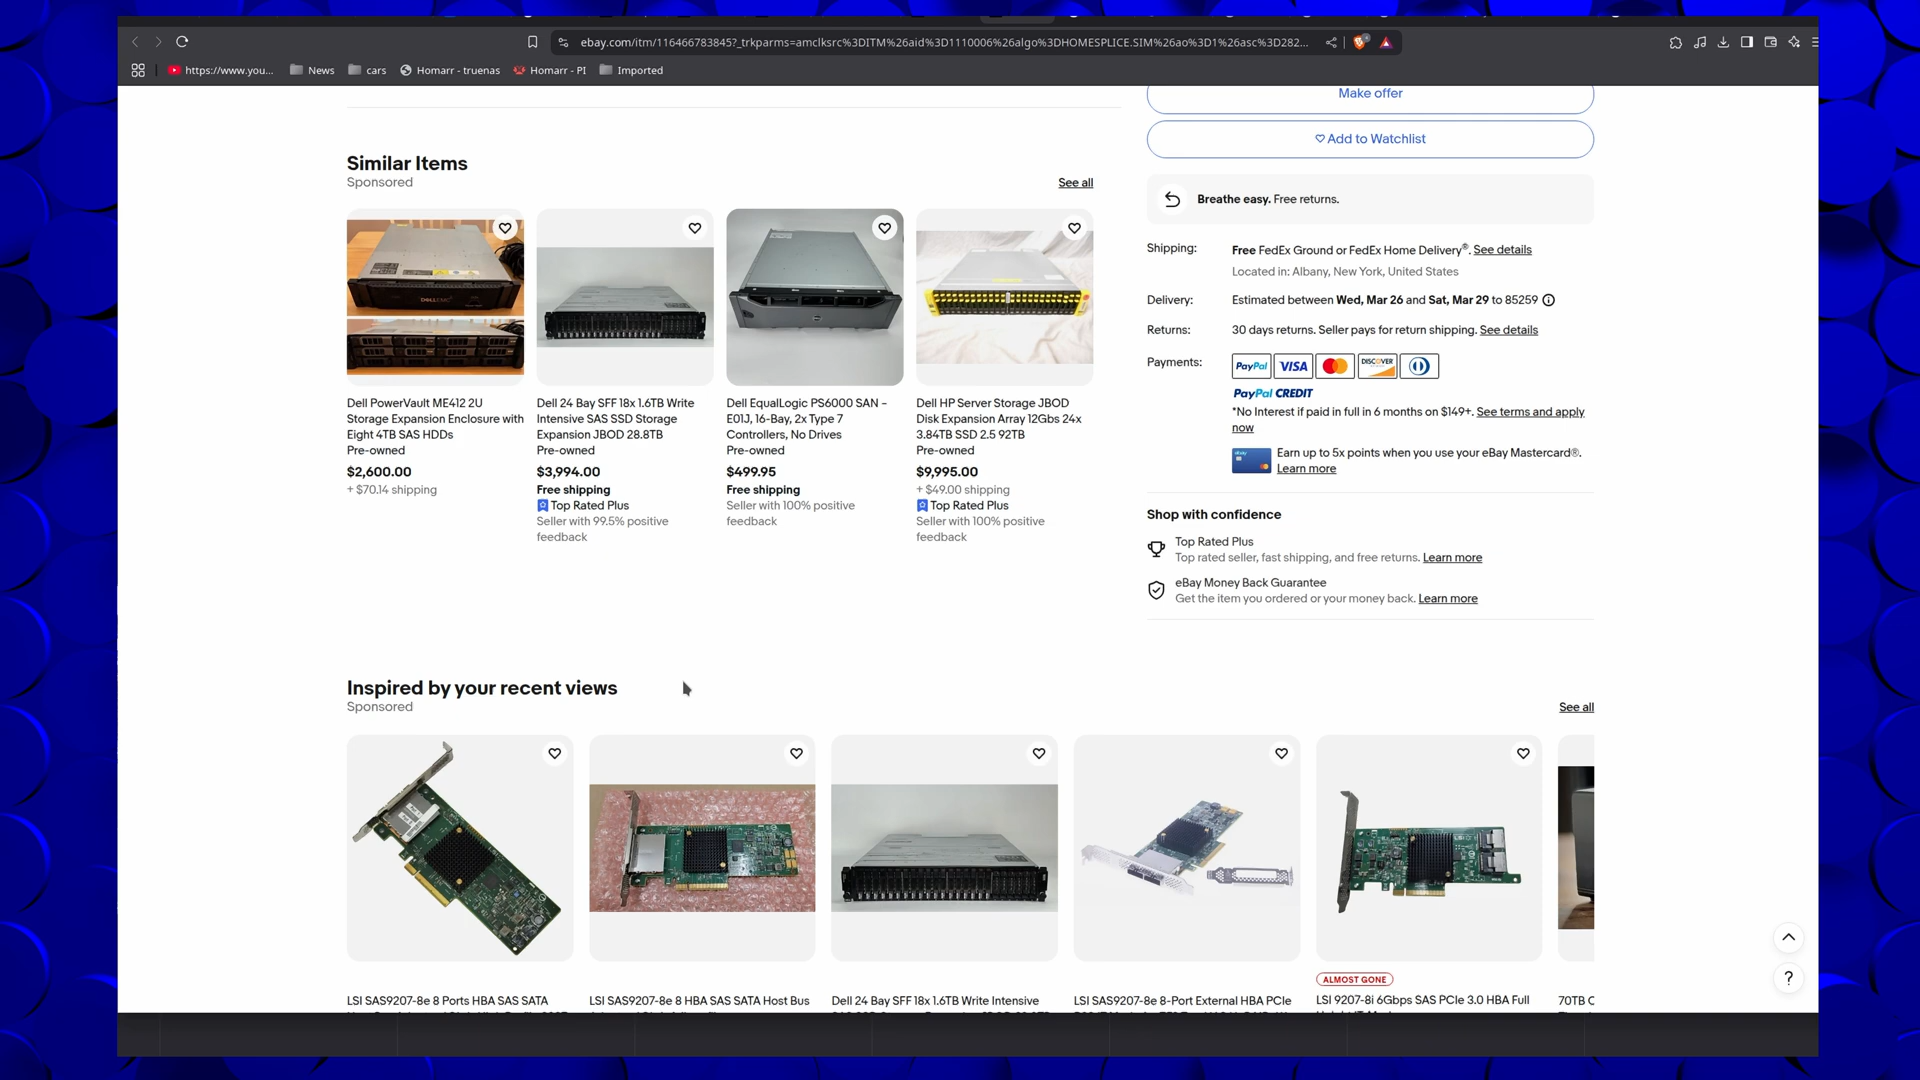 ebay.com/itm/116466783845?_trkparms=amclksrc%3DITM%26aid%3D1110006%26algo%3DHOMESPLICE.SIM%26ao%3D1%26asc%3D282...
https://www.you...
News
cars
Homarr - truenas
Homarr - PI
Imported
Make offer
Add to Watchlist
Similar Items
Sponsored
See all
Breathe easy. Free returns.
Shipping:
Free FedEx Ground or FedEx Home Delivery®. See details
Located in: Albany, New York, United States
Delivery:
Estimated between Wed, Mar 26 and Sat, Mar 29 to 85259
Returns:
30 days returns. Seller pays for return shipping. See details
Payments:
PayPal
VISA
DISCOVER
PayPal CREDIT
*No Interest if paid in full in 6 months on $149+. See terms and apply
now
Earn up to 5x points when you use your eBay Mastercard®.
Learn more
Dell PowerVault ME412 2U
Storage Expansion Enclosure with
Eight 4TB SAS HDDs
Pre-owned
$2,600.00
+ $70.14 shipping
Dell 24 Bay SFF 18x 1.6TB Write
Intensive SAS SSD Storage
Expansion JBOD 28.8TB
Pre-owned
$3,994.00
Free shipping
Top Rated Plus
Seller with 99.5% positive
feedback
Dell EqualLogic PS6000 SAN –
E01J, 16-Bay, 2x Type 7
Controllers, No Drives
Pre-owned
$499.95
Free shipping
Seller with 100% positive
feedback
Dell HP Server Storage JBOD
Disk Expansion Array 12Gbs 24x
3.84TB SSD 2.5 92TB
Pre-owned
$9,995.00
+ $49.00 shipping
Top Rated Plus
Seller with 100% positive
feedback
Shop with confidence
Top Rated Plus
Top rated seller, fast shipping, and free returns. Learn more
eBay Money Back Guarantee
Get the item you ordered or your money back. Learn more
Inspired by your recent views
Sponsored
See all
ALMOST GONE
LSI SAS9207-8e 8 Ports HBA SAS SATA
LSI SAS9207-8e 8 HBA SAS SATA Host Bus
Dell 24 Bay SFF 18x 1.6TB Write Intensive
LSI SAS9207-8e 8-Port External HBA PCIe
LSI 9207-8i 6Gbps SAS PCIe 3.0 HBA Full
70TB